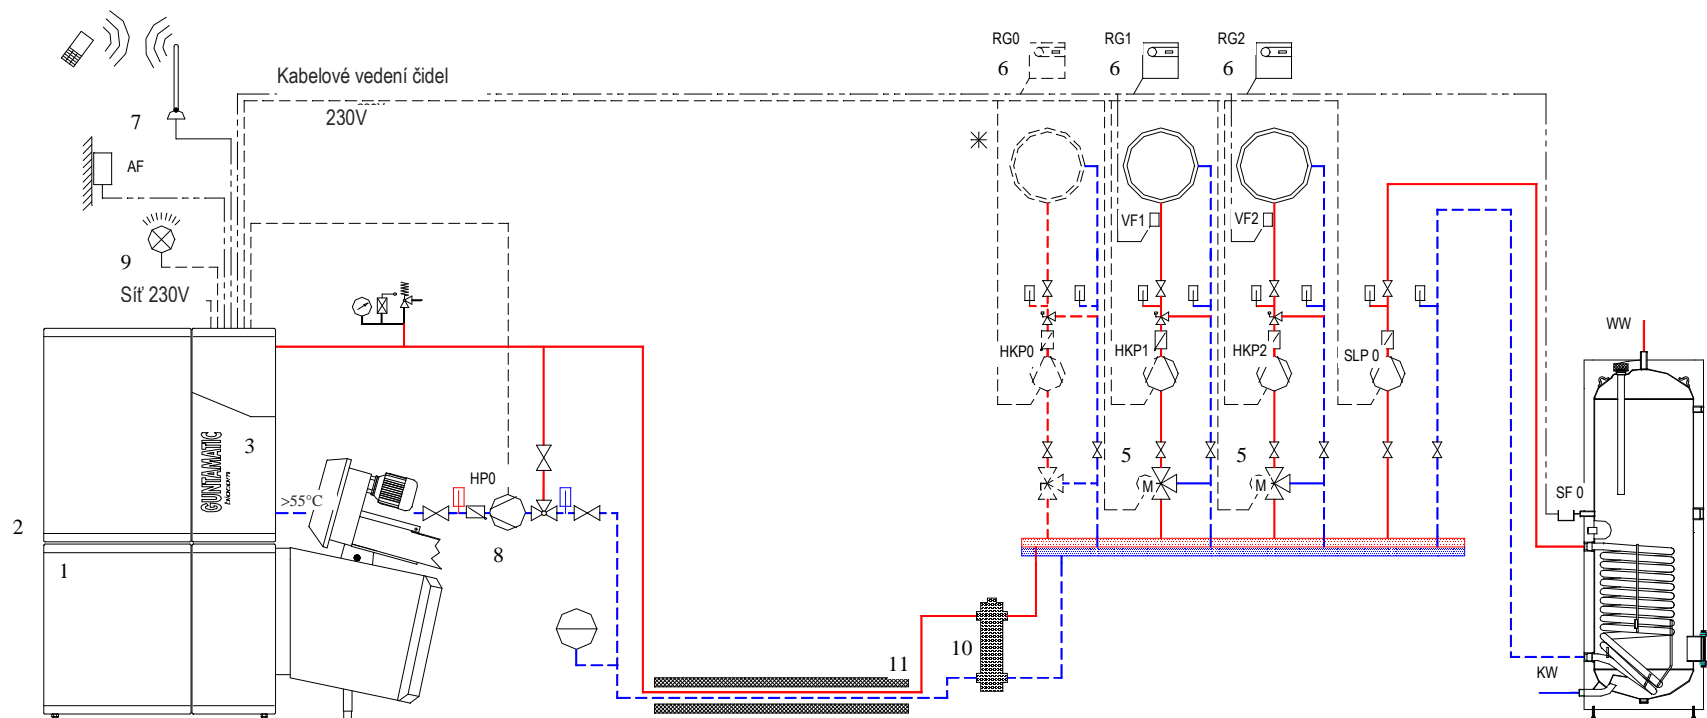 RG0
RG1
RG2
6
6
6
Kabelové vedení čidel
230V
7
AF
9
Síť 230V
VF1
VF2
HKP0
HKP1
HKP2
SLP 0
WW
3
GUNTAMATIC
biocom
>55°C
HP0
5
5
M
M
SF 0
2
8
1
10
11
KW